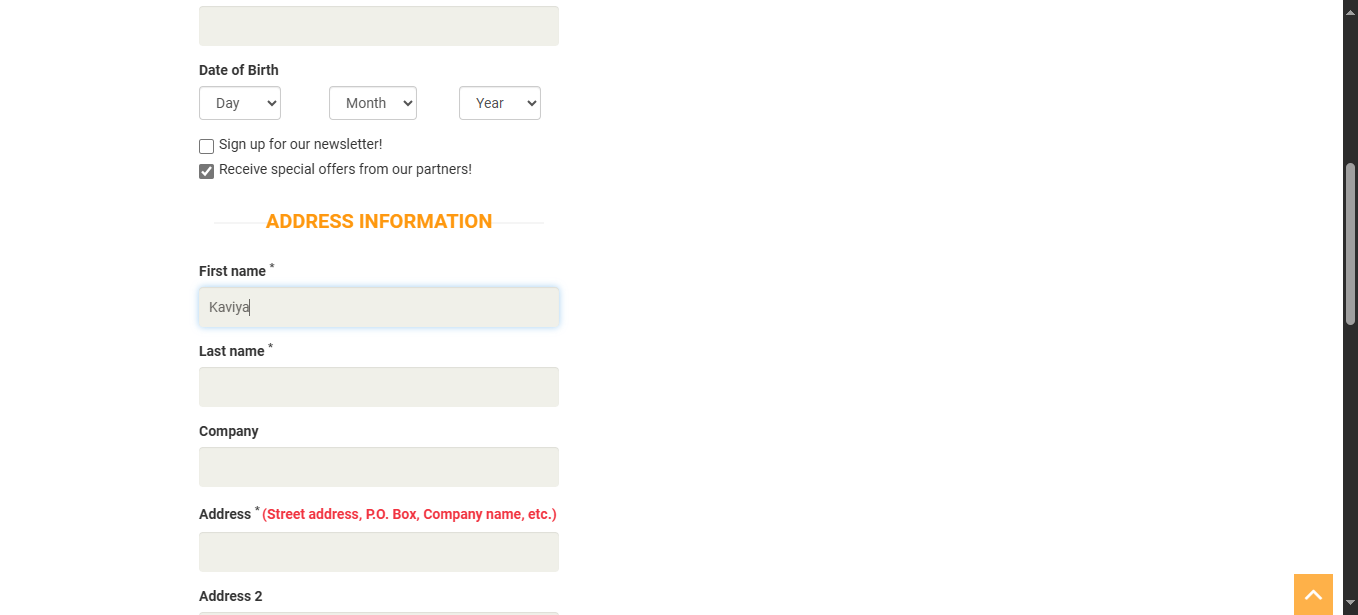 Date of Birth
Day Month Year
Sign up for our newsletter!
Receive special offers from our partners!
ADDRESS INFORMATION
First name *
Kaviya
Last name *
Company
Address * (Street address, P.O. Box, Company name, etc.)
Address 2